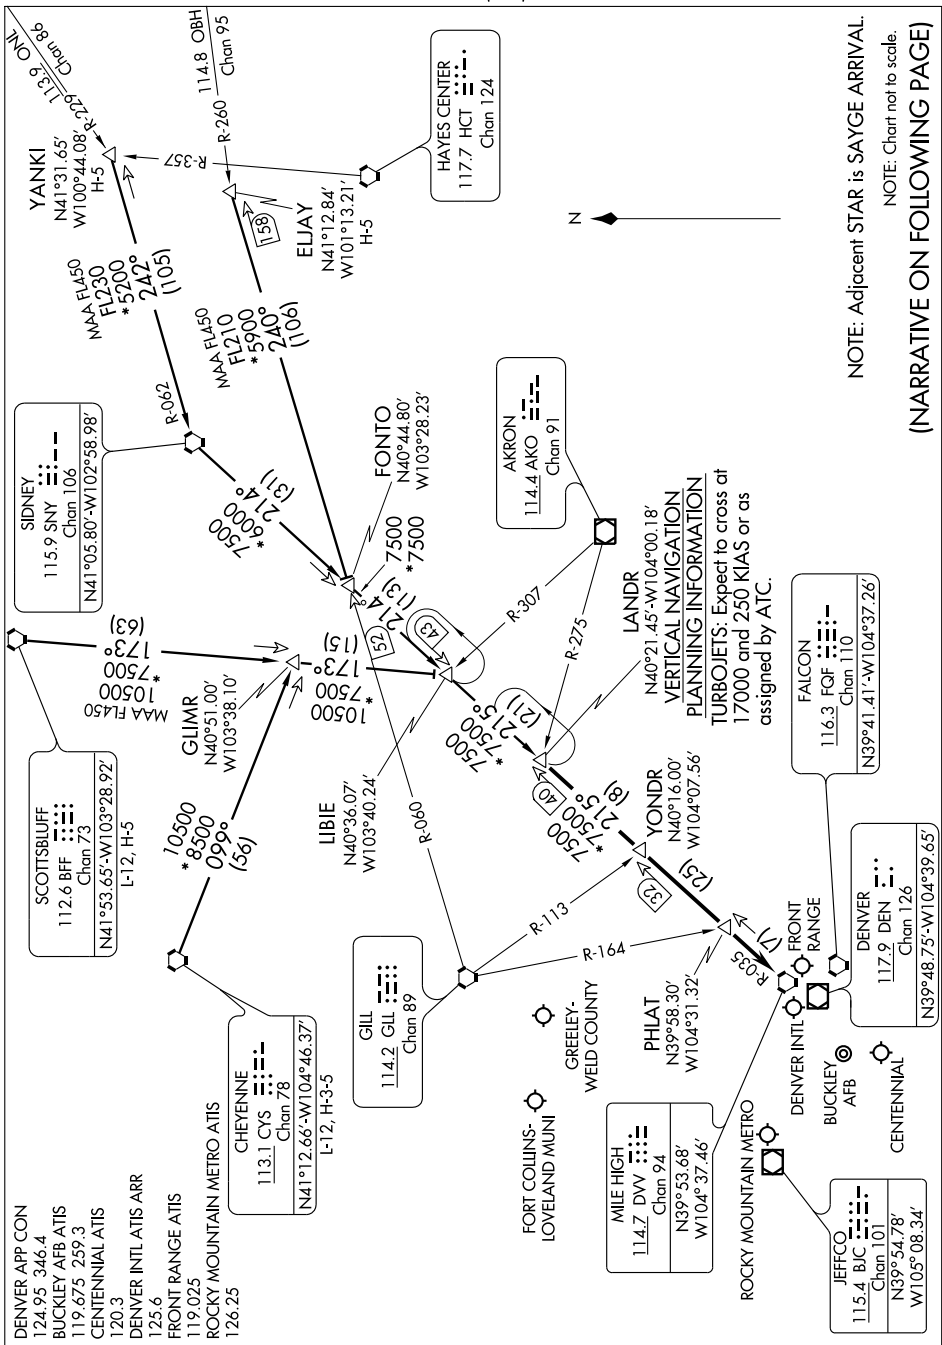 DENVER APP CON
124.95 346.4
BUCKLEY AFB ATIS
119.675 259.3
CENTENNIAL ATIS
120.3
DENVER INTL ATIS ARR
125.6
FRONT RANGE ATIS
119.025
ROCKY MOUNTAIN METRO ATIS
126.25
CHEYENNE
113.1 CYS
Chan 78
N41°12.66'-W104°46.37'
L-12, H-3-5
SCOTTSBLUFF
112.6 BFF
Chan 73
N41°53.65'-W103°28.92'
L-12, H-5
SIDNEY
115.9 SNY
Chan 106
N41°05.80'-W102°58.98'
YANKI
N41°31.65'
W100°44.08'
H-5
113.9 ONL
Chan 86
R-229
114.8 OBH
Chan 95
R-260
R-357
MAA FL450
FL230
*5200
242°
(105)
R-062
MAA FL450
FL210
*5900
240°
(106)
158
ELJAY
N41°12.84'
W101°13.21'
H-5
HAYES CENTER
117.7 HCT
Chan 124
7500
*6000
214°
(31)
FONTO
N40°44.80'
W103°28.23'
7500
*7500
214°
(13)
52
43
MAA FL450
10500
*7500
173°
(63)
GLIMR
N40°51.00'
W103°38.10'
10500
*7500
173°
(15)
10500
*8500
099°
(56)
LIBIE
N40°36.07'
W103°40.24'
R-060
GILL
114.2 GLL
Chan 89
R-113
R-164
AKRON
114.4 AKO
Chan 91
R-307
R-275
7500
*7500
215°
(21)
LANDR
N40°21.45'-W104°00.18'
VERTICAL NAVIGATION
PLANNING INFORMATION
TURBOJETS: Expect to cross at
17000 and 250 KIAS or as
assigned by ATC.
40
7500
*7500
215°
(8)
YONDR
N40°16.00'
W104°07.56'
32
(25)
PHLAT
N39°58.30'
W104°31.32'
(7)
R-035
GREELEY-
WELD COUNTY
FORT COLLINS-
LOVELAND MUNI
MILE HIGH
114.7 DVV
Chan 94
N39°53.68'
W104°37.46'
FALCON
116.3 FQF
Chan 110
N39°41.41'-W104°37.26'
FRONT
RANGE
DENVER INTL
DENVER
117.9 DEN
Chan 126
N39°48.75'-W104°39.65'
BUCKLEY
AFB
CENTENNIAL
ROCKY MOUNTAIN METRO
JEFFCO
115.4 BJC
Chan 101
N39°54.78'
W105°08.34'
N
NOTE: Adjacent STAR is SAYGE ARRIVAL.
NOTE: Chart not to scale.
(NARRATIVE ON FOLLOWING PAGE)